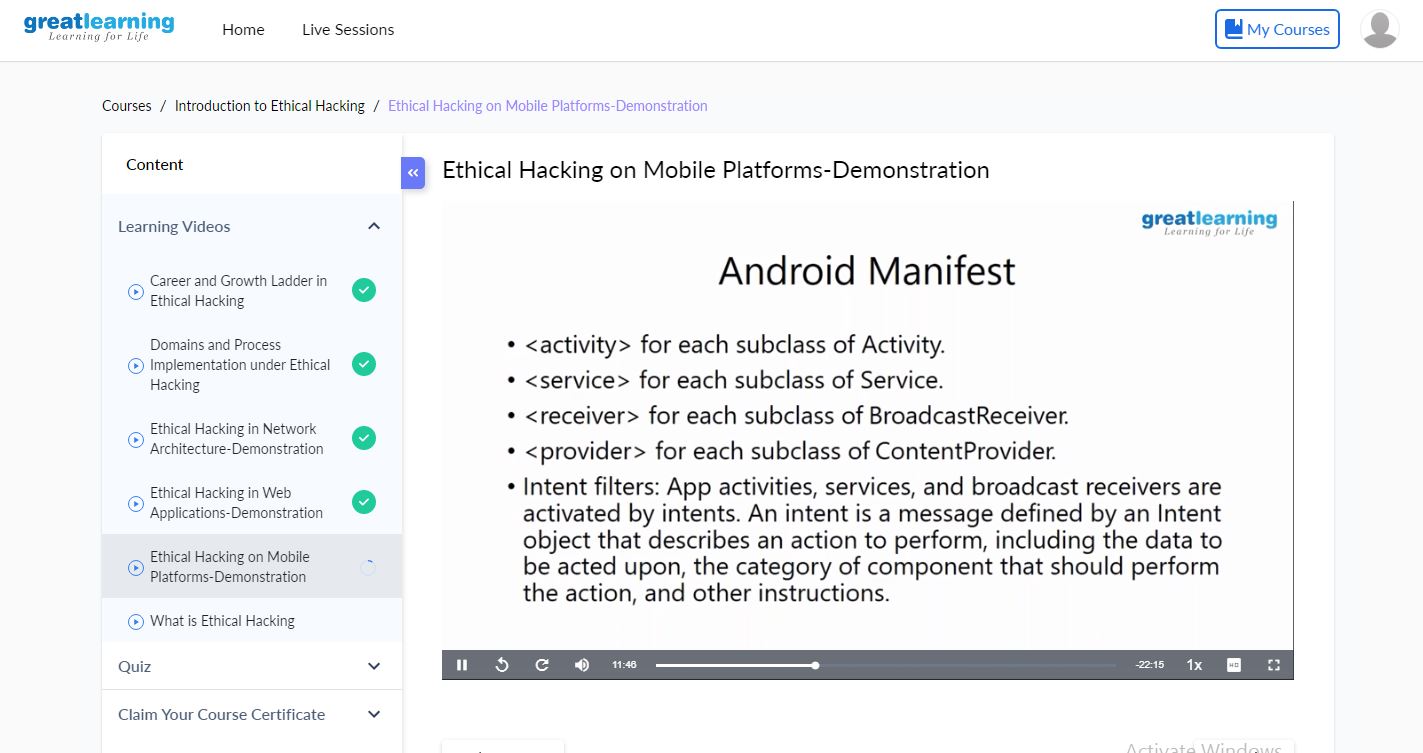 greatlearning
Learning for Life
Home
Live Sessions
My Courses
Courses / Introduction to Ethical Hacking / Ethical Hacking on Mobile Platforms-Demonstration
Content
Learning Videos
Career and Growth Ladder in
Ethical Hacking
Domains and Process
Implementation under Ethical
Hacking
Ethical Hacking in Network
Architecture-Demonstration
Ethical Hacking in Web
Applications-Demonstration
Ethical Hacking on Mobile
Platforms-Demonstration
What is Ethical Hacking
Quiz
Claim Your Course Certificate
Ethical Hacking on Mobile Platforms-Demonstration
greatlearning
Learning for Life
Android Manifest
• <activity> for each subclass of Activity.
• <service> for each subclass of Service.
• <receiver> for each subclass of BroadcastReceiver.
• <provider> for each subclass of ContentProvider.
• Intent filters: App activities, services, and broadcast receivers are
activated by intents. An intent is a message defined by an Intent
object that describes an action to perform, including the data to
be acted upon, the category of component that should perform
the action, and other instructions.
11:46
-22:15
1x
HD
Activate Windows